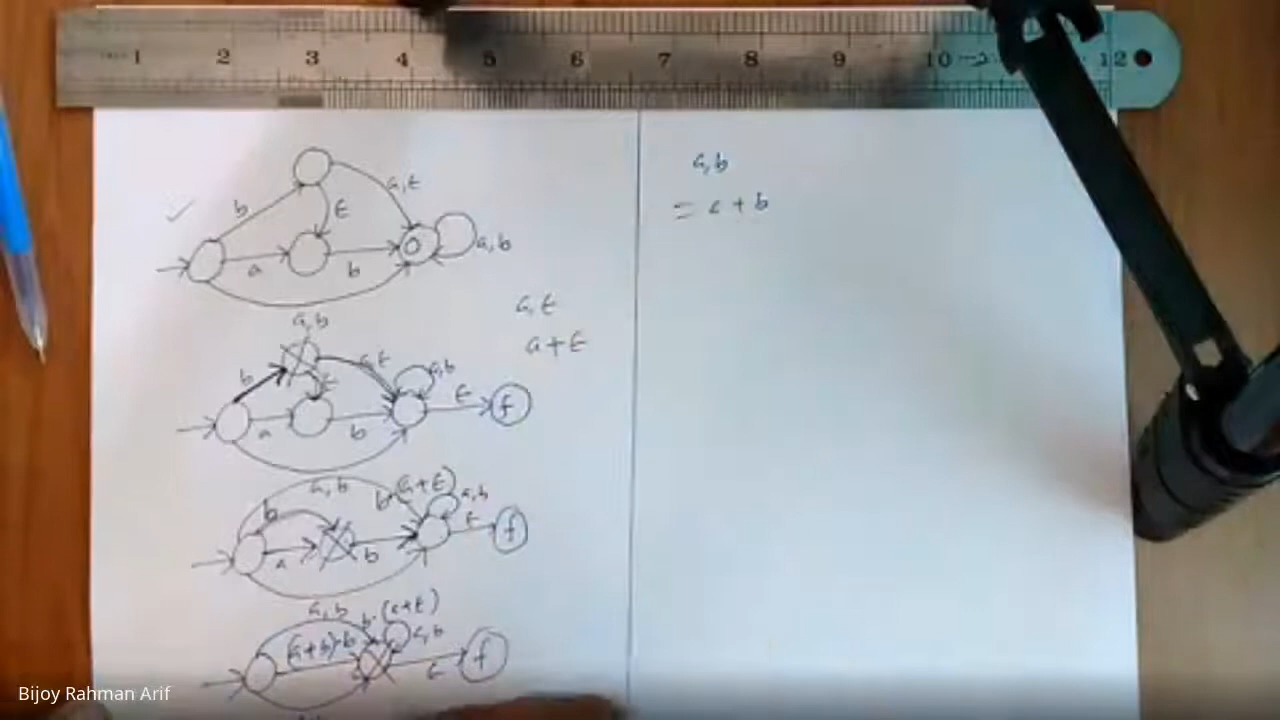 1 2 3 4 5 6 7 8 9 10 12
a,b
= a + b
a,ε
b
ε
a
b
a,b
a,b
a,ε
a+ε
b
a,ε
a,b
ε
f
a
b
a,b
b·(a+ε)
a,b
b
ε
f
a
b
a,b
b·(a+ε)
(a+b)·b
a,b
ε
f
Bijoy Rahman Arif